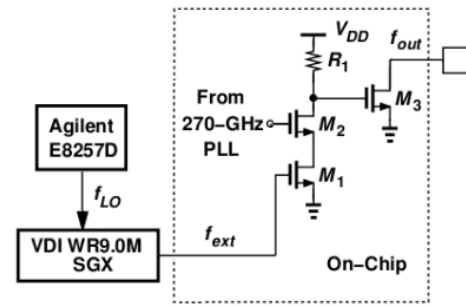 V_DD
f_out
R_1
From
270-GHz
PLL
M_2
M_3
Agilent
E8257D
M_1
f_LO
f_ext
VDI WR9.0M
SGX
On-Chip